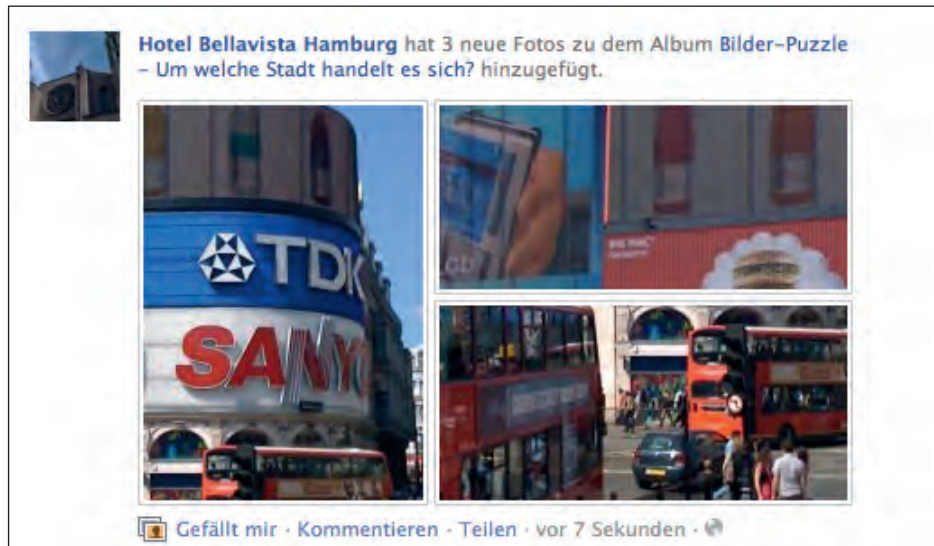 Hotel Bellavista Hamburg hat 3 neue Fotos zu dem Album Bilder-Puzzle
– Um welche Stadt handelt es sich? hinzugefügt.
TDK
SANYO
Gefällt mir · Kommentieren · Teilen · vor 7 Sekunden ·